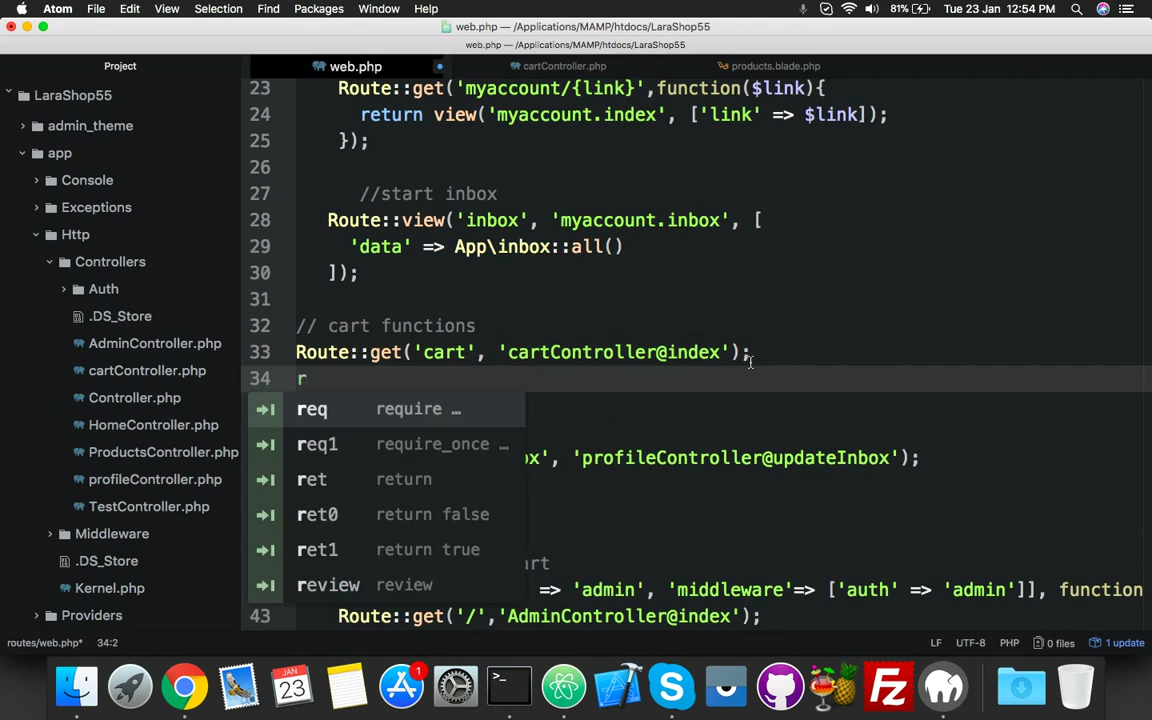 Atom File Edit View Selection Find Packages Window Help 81% Tue 23 Jan 12:54 PM
web.php — /Applications/MAMP/htdocs/LaraShop55
web.php — /Applications/MAMP/htdocs/LaraShop55
Project
web.php cartController.php products.blade.php
LaraShop55
admin_theme
app
Console
Exceptions
Http
Controllers
Auth
.DS_Store
AdminController.php
cartController.php
Controller.php
HomeController.php
ProductsController.php
profileController.php
TestController.php
Middleware
.DS_Store
Kernel.php
Providers
23 Route::get('myaccount/{link}',function($link){
24 return view('myaccount.index', ['link' => $link]);
25 });
26
27 //start inbox
28 Route::view('inbox', 'myaccount.inbox', [
29 'data' => App\inbox::all()
30 ]);
31
32 // cart functions
33 Route::get('cart', 'cartController@index');
34 r
req require …
req1 require_once …
ret return
ret0 return false
ret1 return true
review review
ox', 'profileController@updateInbox');
art
=> 'admin', 'middleware'=> ['auth' => 'admin']], function
43 Route::get('/','AdminController@index');
routes/web.php* 34:2 LF UTF-8 PHP 0 files 1 update
1
JAN
23